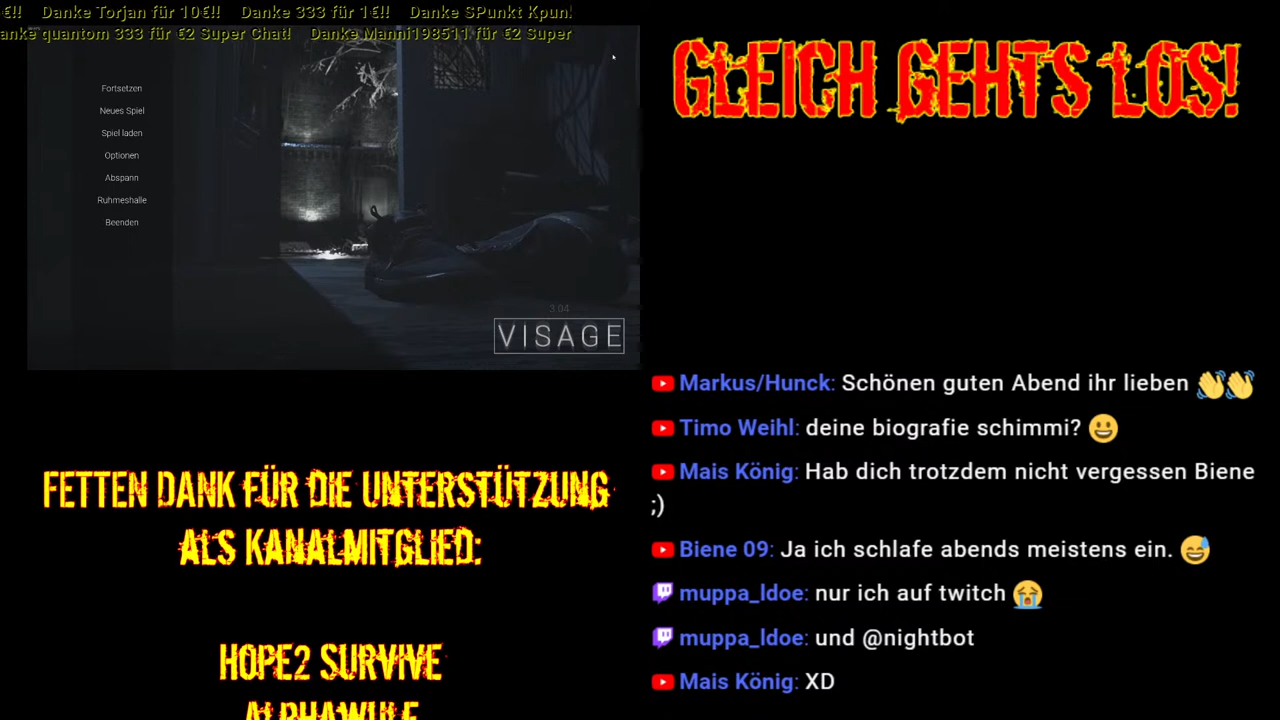 €!! Danke Torjan für 10€!! Danke 333 für 1€!! Danke SPunkt Kpun!
anke quantom 333 für €2 Super Chat! Danke Manni198511 für €2 Super
GLEICH GEHTS LOS!
Fortsetzen
Neues Spiel
Spiel laden
Optionen
Abspann
Ruhmeshalle
Beenden
3.04
VISAGE
FETTEN DANK FÜR DIE UNTERSTÜTZUNG
ALS KANALMITGLIED:
HOPE2 SURVIVE
ALPHAWULF
Markus/Hunck: Schönen guten Abend ihr lieben 👋👋
Timo Weihl: deine biografie schimmi? 😀
Mais König: Hab dich trotzdem nicht vergessen Biene
;)
Biene 09: Ja ich schlafe abends meistens ein. 😅
muppa_ldoe: nur ich auf twitch 😭
muppa_ldoe: und @nightbot
Mais König: XD